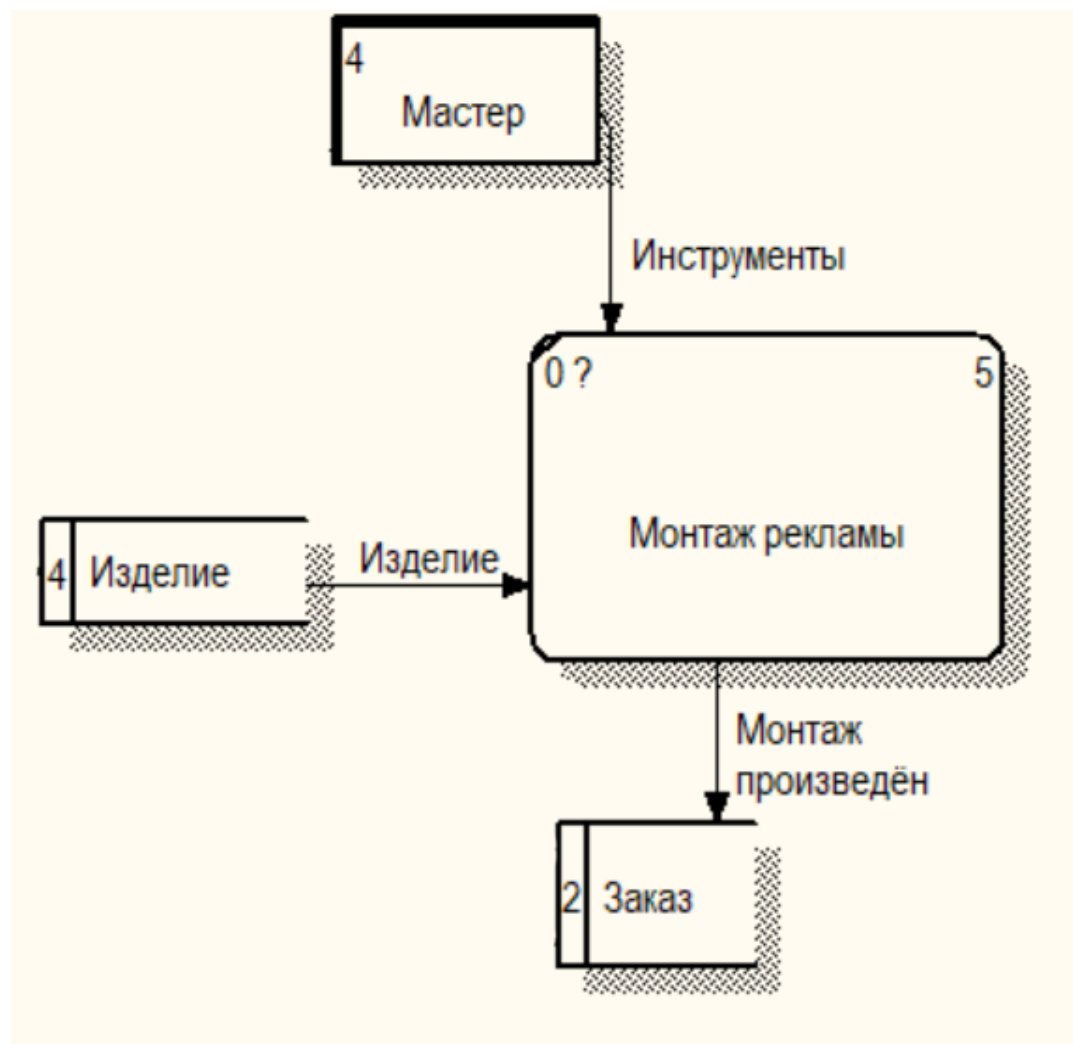 4
Мастер
Инструменты
0 ? 5
Монтаж рекламы
4 Изделие
Изделие
Монтаж
произведён
2 Заказ